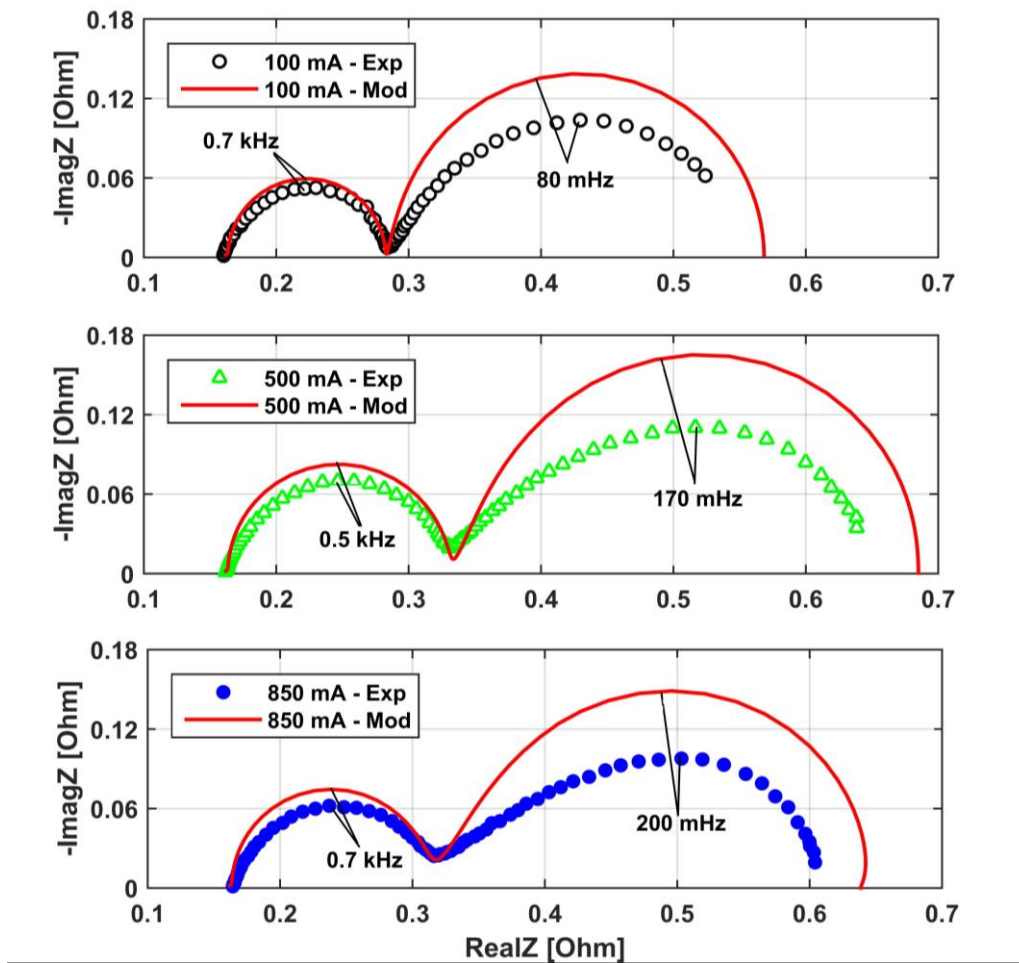 0.18
100 mA - Exp
100 mA - Mod
0.12
-ImagZ [Ohm]
0.7 kHz
0.06
80 mHz
0
0.1 0.2 0.3 0.4 0.5 0.6 0.7
0.18
500 mA - Exp
500 mA - Mod
0.12
-ImagZ [Ohm]
170 mHz
0.06
0.5 kHz
0
0.1 0.2 0.3 0.4 0.5 0.6 0.7
0.18
850 mA - Exp
850 mA - Mod
0.12
-ImagZ [Ohm]
200 mHz
0.06
0.7 kHz
0
0.1 0.2 0.3 0.4 0.5 0.6 0.7
RealZ [Ohm]